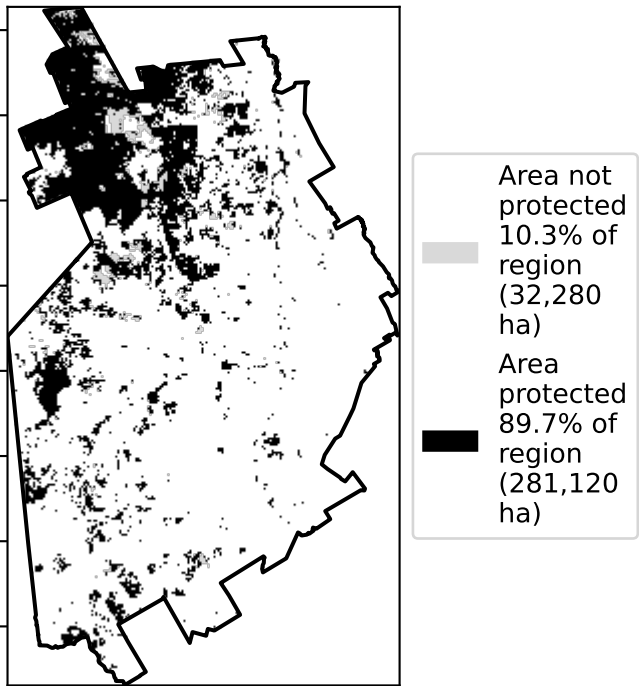 Area not
protected
10.3% of
region
(32,280
ha)
Area
protected
89.7% of
region
(281,120
ha)